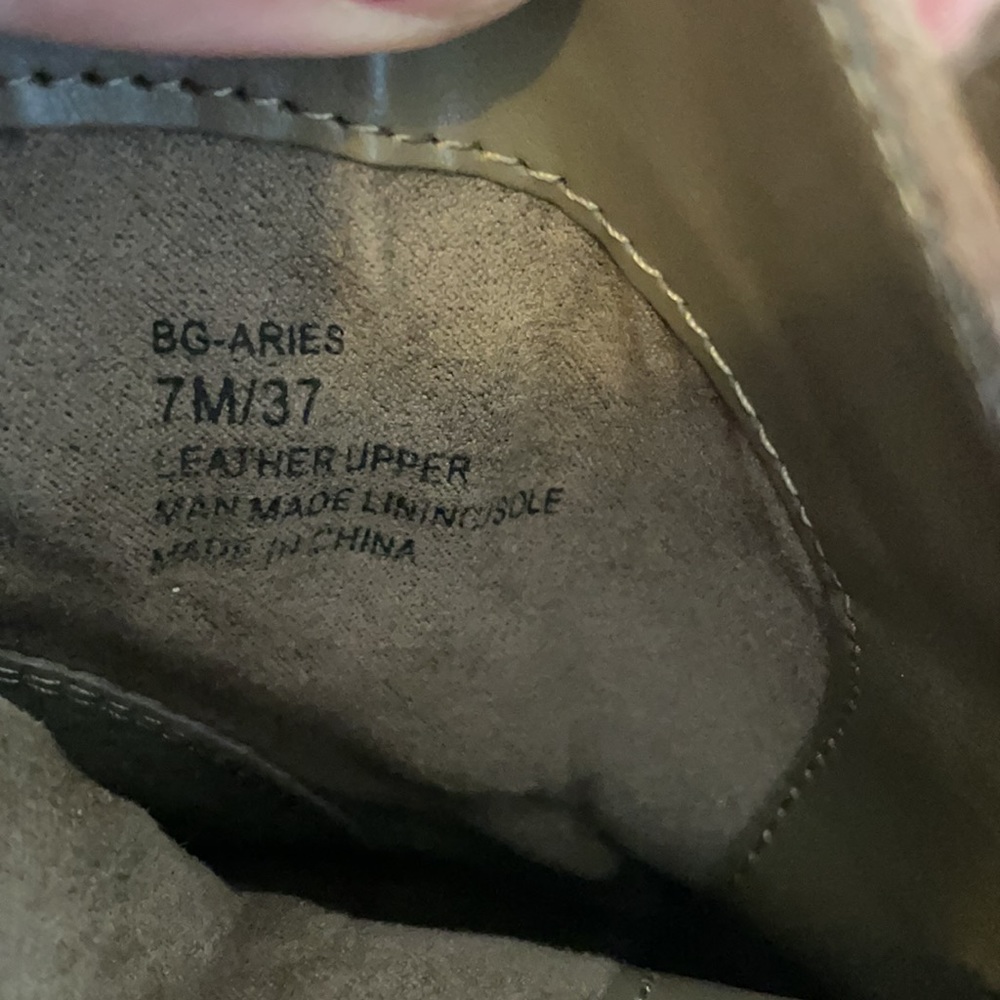 BG-ARIES
7M/37
LEATHER UPPER
MAN MADE LINING/SOLE
MADE IN CHINA